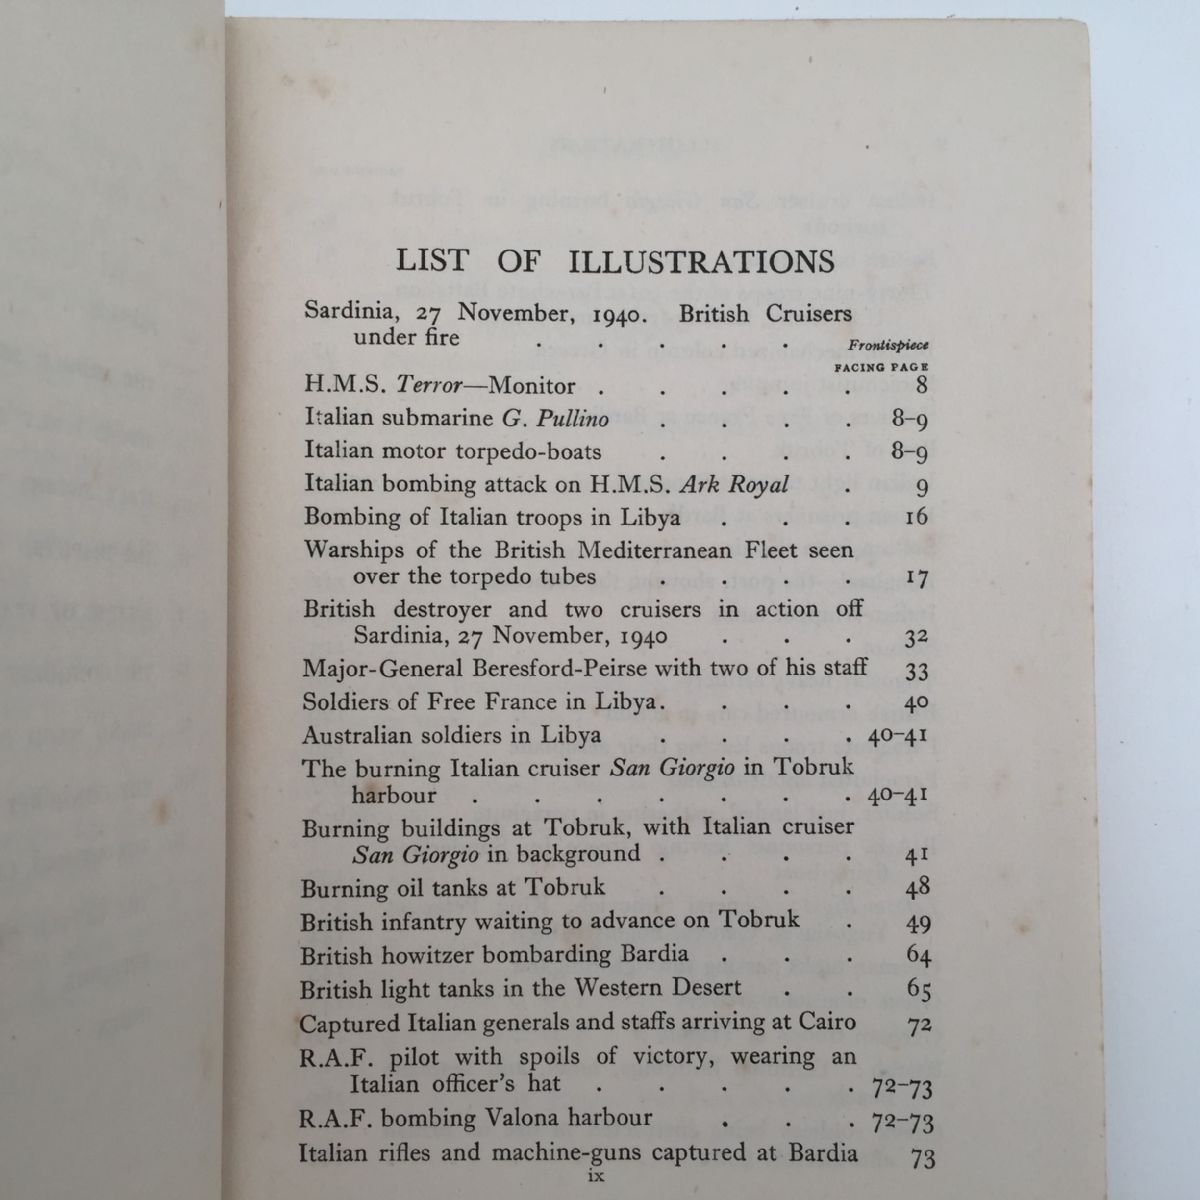 LIST OF ILLUSTRATIONS
Sardinia, 27 November, 1940. British Cruisers
under fire . . . . . Frontispiece
FACING PAGE
H.M.S. Terror—Monitor . . . . . 8
Italian submarine G. Pullino . . . . 8-9
Italian motor torpedo-boats . . . . 8-9
Italian bombing attack on H.M.S. Ark Royal . 9
Bombing of Italian troops in Libya . . . 16
Warships of the British Mediterranean Fleet seen
over the torpedo tubes . . . . 17
British destroyer and two cruisers in action off
Sardinia, 27 November, 1940 . . . 32
Major-General Beresford-Peirse with two of his staff 33
Soldiers of Free France in Libya . . . . 40
Australian soldiers in Libya . . . . 40-41
The burning Italian cruiser San Giorgio in Tobruk
harbour . . . . . . . 40-41
Burning buildings at Tobruk, with Italian cruiser
San Giorgio in background . . . . 41
Burning oil tanks at Tobruk . . . . 48
British infantry waiting to advance on Tobruk . 49
British howitzer bombarding Bardia . . . 64
British light tanks in the Western Desert . . 65
Captured Italian generals and staffs arriving at Cairo 72
R.A.F. pilot with spoils of victory, wearing an
Italian officer's hat . . . . . 72-73
R.A.F. bombing Valona harbour . . . 72-73
Italian rifles and machine-guns captured at Bardia 73
ix